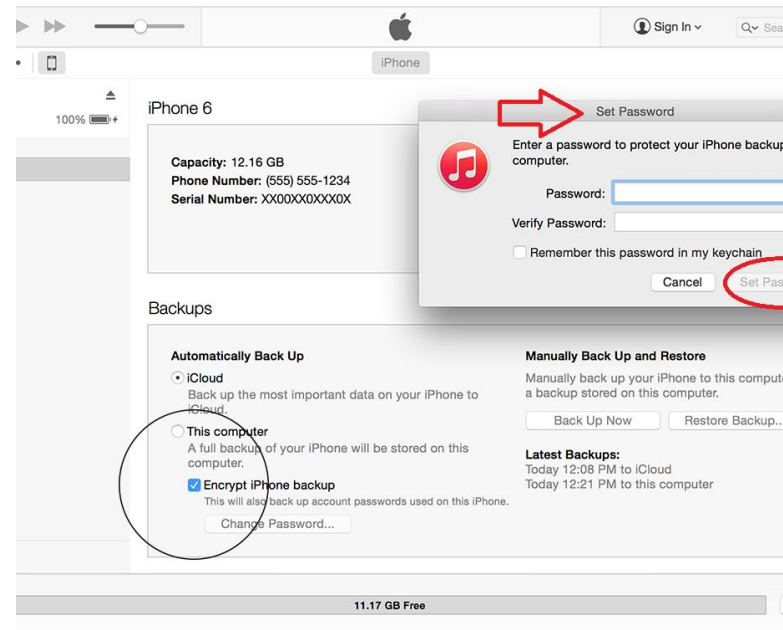 Sign In
Sea
iPhone
100%
iPhone 6
Capacity: 12.16 GB
Phone Number: (555) 555-1234
Serial Number: XX00XX0XXX0X
Set Password
Enter a password to protect your iPhone backup
computer.
Password:
Verify Password:
Remember this password in my keychain
Cancel
Set Pas
Backups
Automatically Back Up
iCloud
Back up the most important data on your iPhone to
iCloud.
This computer
A full backup of your iPhone will be stored on this
computer.
Encrypt iPhone backup
This will also back up account passwords used on this iPhone.
Change Password...
Manually Back Up and Restore
Manually back up your iPhone to this compute
a backup stored on this computer.
Back Up Now
Restore Backup...
Latest Backups:
Today 12:08 PM to iCloud
Today 12:21 PM to this computer
11.17 GB Free